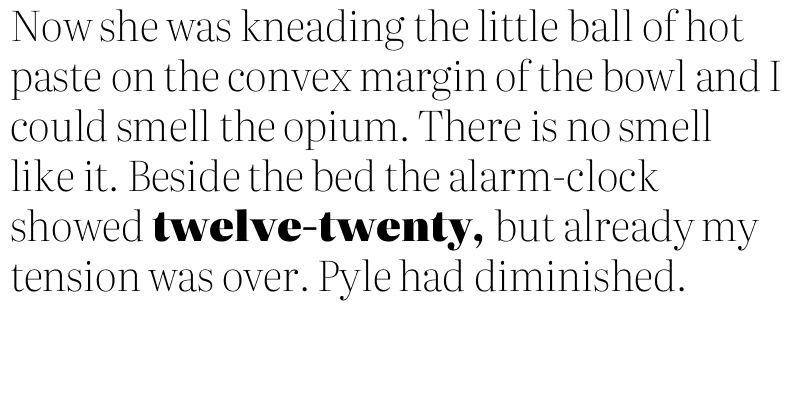 Now she was kneading the little ball of hot
paste on the convex margin of the bowl and I
could smell the opium. There is no smell
like it. Beside the bed the alarm-clock
showed twelve-twenty, but already my
tension was over. Pyle had diminished.